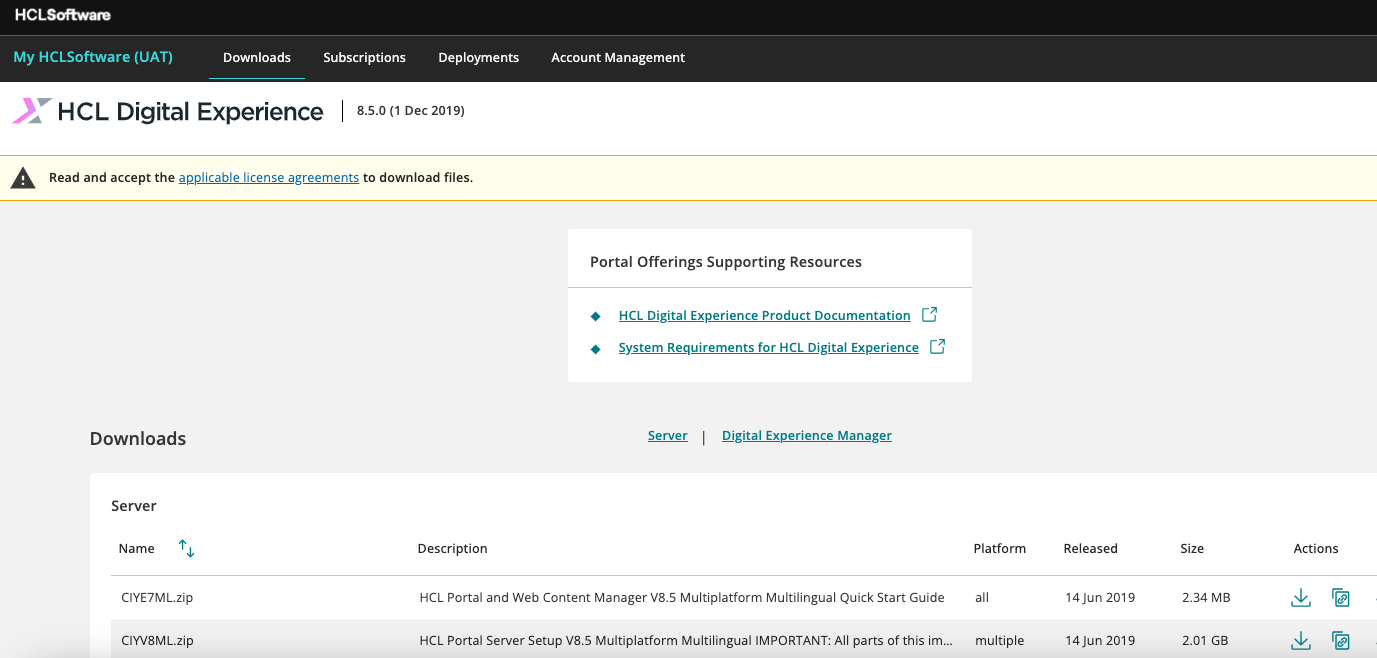 HCLSoftware
My HCLSoftware (UAT) Downloads Subscriptions Deployments Account Management
HCL Digital Experience 8.5.0 (1 Dec 2019)
Read and accept the applicable license agreements to download files.
Portal Offerings Supporting Resources
HCL Digital Experience Product Documentation
System Requirements for HCL Digital Experience
Downloads Server | Digital Experience Manager
Server
Name Description Platform Released Size Actions
CIYE7ML.zip HCL Portal and Web Content Manager V8.5 Multiplatform Multilingual Quick Start Guide all 14 Jun 2019 2.34 MB
CIYV8ML.zip HCL Portal Server Setup V8.5 Multiplatform Multilingual IMPORTANT: All parts of this im... multiple 14 Jun 2019 2.01 GB